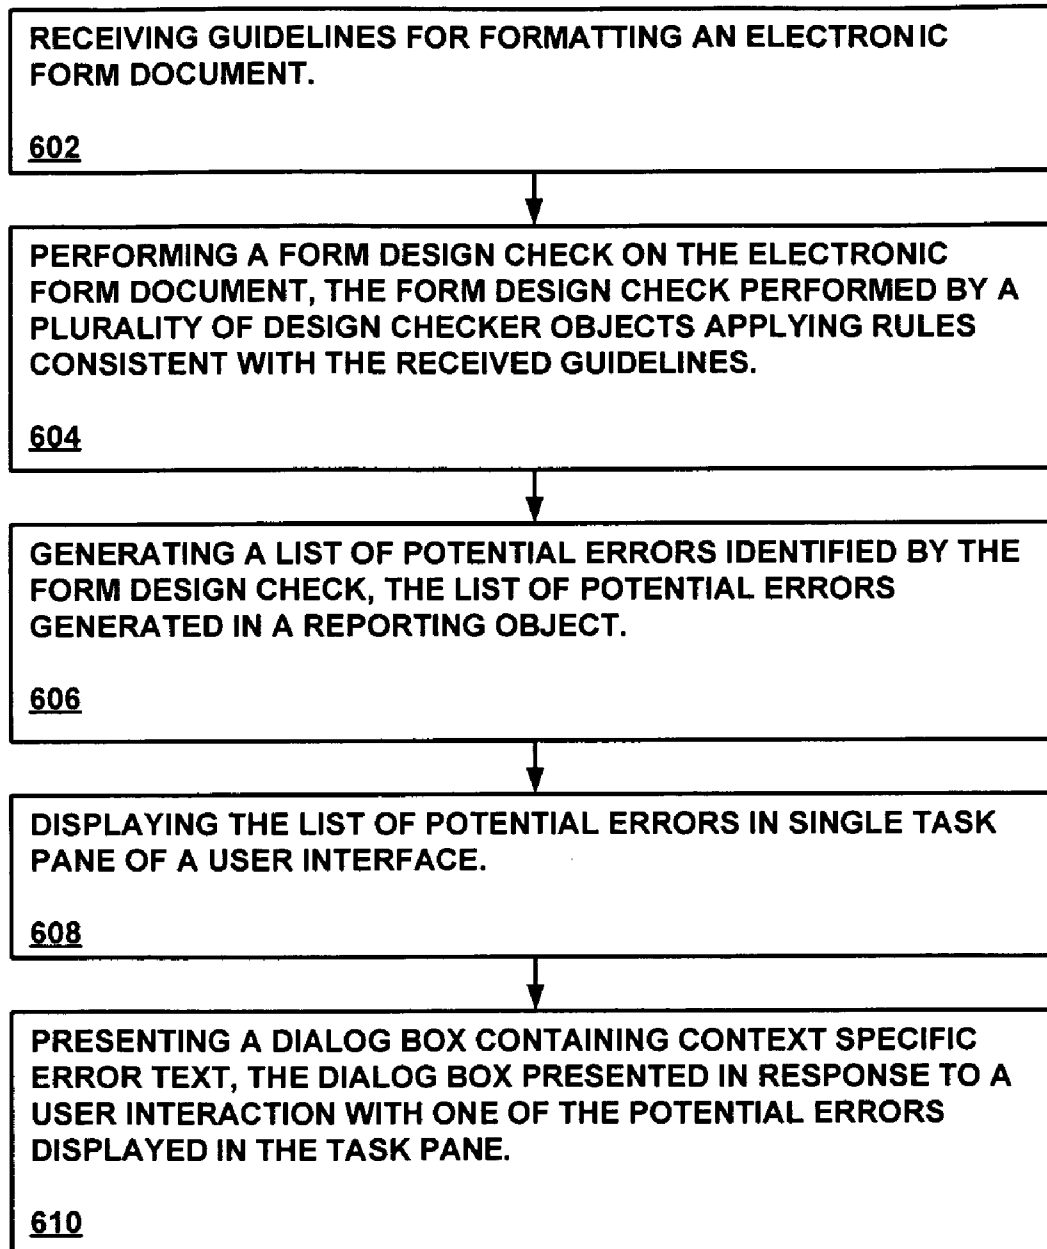 RECEIVING GUIDELINES FOR FORMATTING AN ELECTRONIC
FORM DOCUMENT.
602
PERFORMING A FORM DESIGN CHECK ON THE ELECTRONIC
FORM DOCUMENT, THE FORM DESIGN CHECK PERFORMED BY A
PLURALITY OF DESIGN CHECKER OBJECTS APPLYING RULES
CONSISTENT WITH THE RECEIVED GUIDELINES.
604
GENERATING A LIST OF POTENTIAL ERRORS IDENTIFIED BY THE
FORM DESIGN CHECK, THE LIST OF POTENTIAL ERRORS
GENERATED IN A REPORTING OBJECT.
606
DISPLAYING THE LIST OF POTENTIAL ERRORS IN SINGLE TASK
PANE OF A USER INTERFACE.
608
PRESENTING A DIALOG BOX CONTAINING CONTEXT SPECIFIC
ERROR TEXT, THE DIALOG BOX PRESENTED IN RESPONSE TO A
USER INTERACTION WITH ONE OF THE POTENTIAL ERRORS
DISPLAYED IN THE TASK PANE.
610